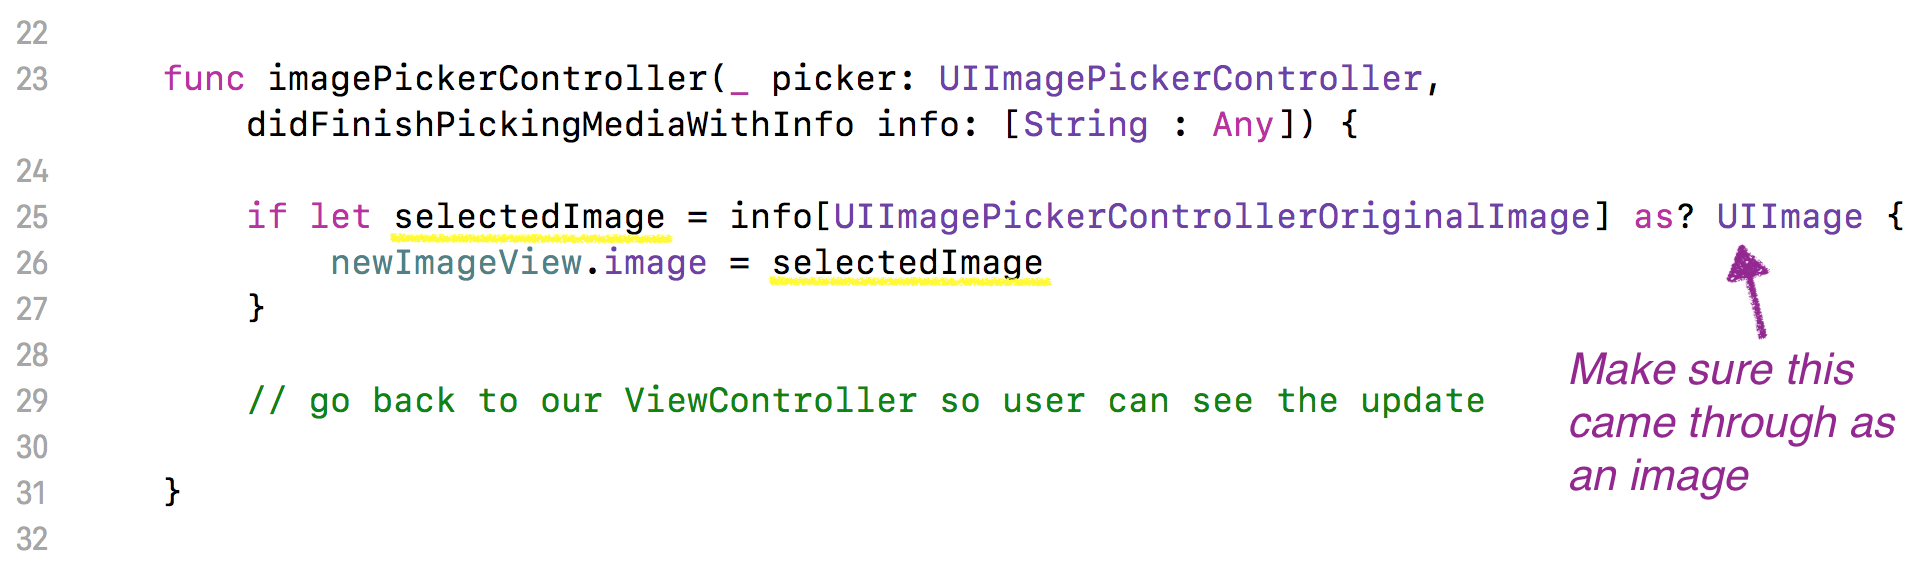 22
23 func imagePickerController(_ picker: UIImagePickerController,
didFinishPickingMediaWithInfo info: [String : Any]) {
24
25 if let selectedImage = info[UIImagePickerControllerOriginalImage] as? UIImage {
26 newImageView.image = selectedImage
27 }
28
29 // go back to our ViewController so user can see the update
30
31 }
32
Make sure this
came through as
an image